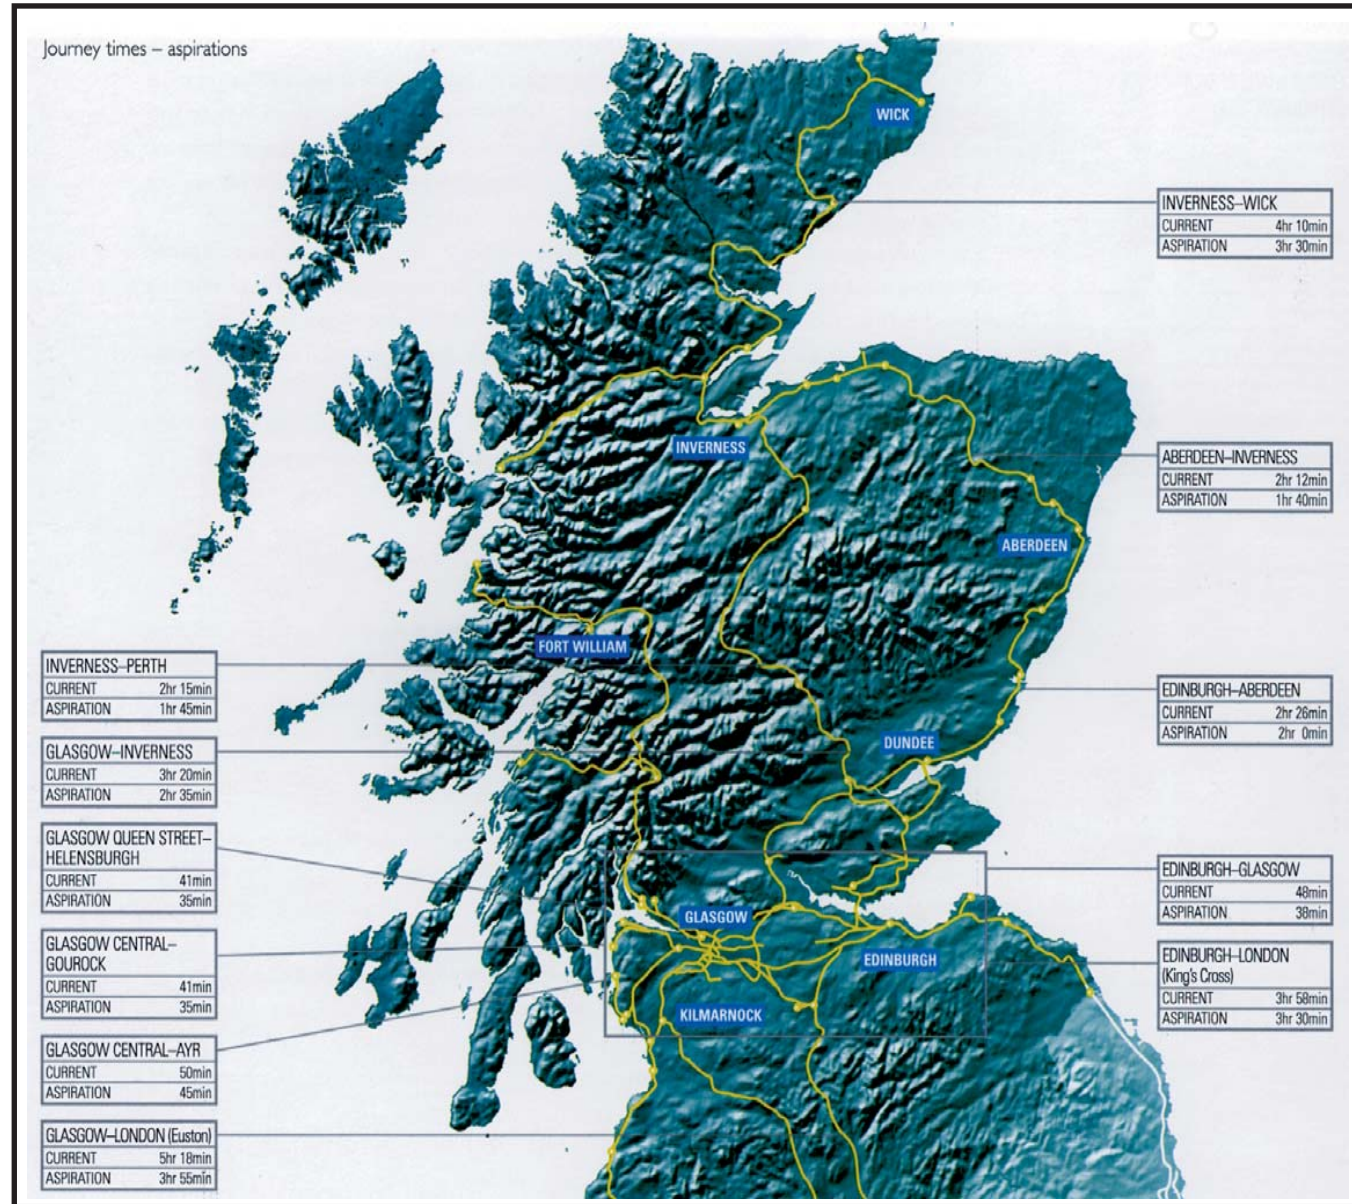 Journey times – aspirations
WICK
INVERNESS–WICK
CURRENT 4hr 10min
ASPIRATION 3hr 30min
INVERNESS
ABERDEEN–INVERNESS
CURRENT 2hr 12min
ASPIRATION 1hr 40min
ABERDEEN
FORT WILLIAM
INVERNESS–PERTH
CURRENT 2hr 15min
ASPIRATION 1hr 45min
EDINBURGH–ABERDEEN
CURRENT 2hr 26min
ASPIRATION 2hr 0min
DUNDEE
GLASGOW–INVERNESS
CURRENT 3hr 20min
ASPIRATION 2hr 35min
GLASGOW QUEEN STREET–
HELENSBURGH
CURRENT 41min
ASPIRATION 35min
EDINBURGH–GLASGOW
CURRENT 48min
ASPIRATION 38min
GLASGOW
EDINBURGH
GLASGOW CENTRAL–
GOUROCK
CURRENT 41min
ASPIRATION 35min
EDINBURGH–LONDON
(King's Cross)
CURRENT 3hr 58min
ASPIRATION 3hr 30min
KILMARNOCK
GLASGOW CENTRAL–AYR
CURRENT 50min
ASPIRATION 45min
GLASGOW–LONDON (Euston)
CURRENT 5hr 18min
ASPIRATION 3hr 55min